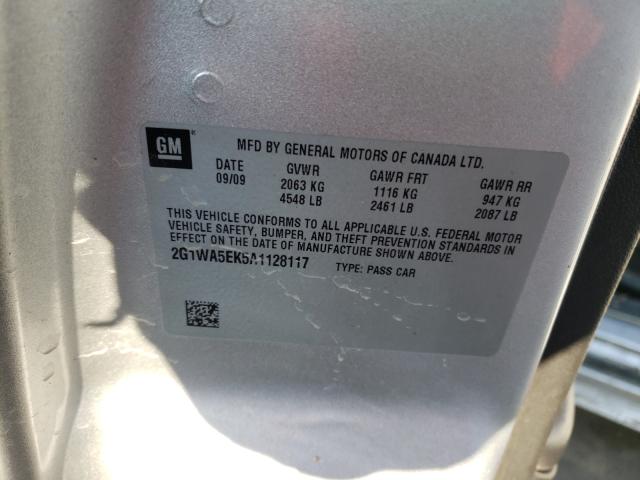 GM ®
MFD BY GENERAL MOTORS OF CANADA LTD.
DATE GVWR GAWR FRT GAWR RR
09/09 2063 KG 1116 KG 947 KG
4548 LB 2461 LB 2087 LB
THIS VEHICLE CONFORMS TO ALL APPLICABLE U.S. FEDERAL MOTOR
VEHICLE SAFETY, BUMPER, AND THEFT PREVENTION STANDARDS IN
EFFECT ON THE DATE OF MANUFACTURE SHOWN ABOVE.
2G1WA5EK5A1128117 TYPE: PASS CAR